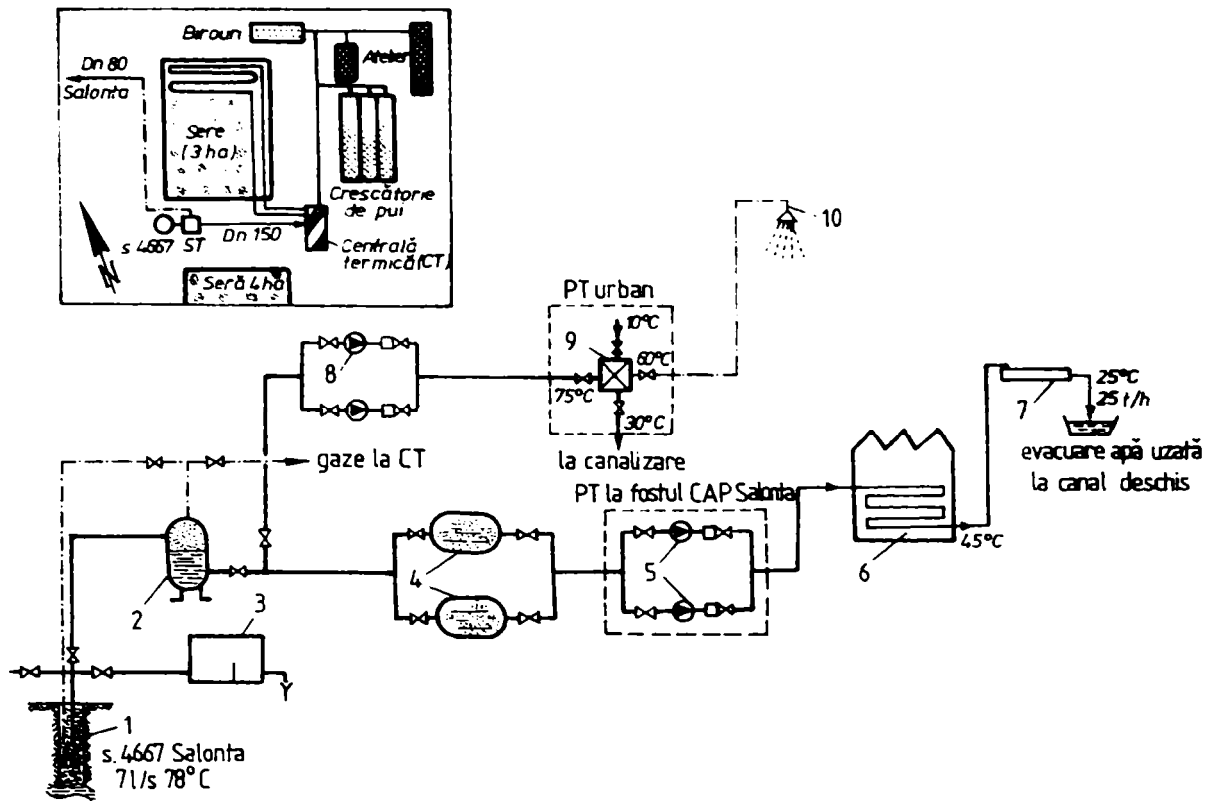 Birouri
Atelier
Dn 80
Salonta
Sere
(3 ha)
Crescătorie
de pui
s 4667 ST
Dn 150
Centrală
termică (CT)
Seră 4 ha
10
PT urban
10°C
9
60°C
75°C
30°C
8
la canalizare
gaze la CT
7
25°C
25 t/h
evacuare apă uzată
la canal deschis
PT la fostul CAP Salonta
2
4
5
6
45°C
3
1
s. 4667 Salonta
7 l/s 78°C